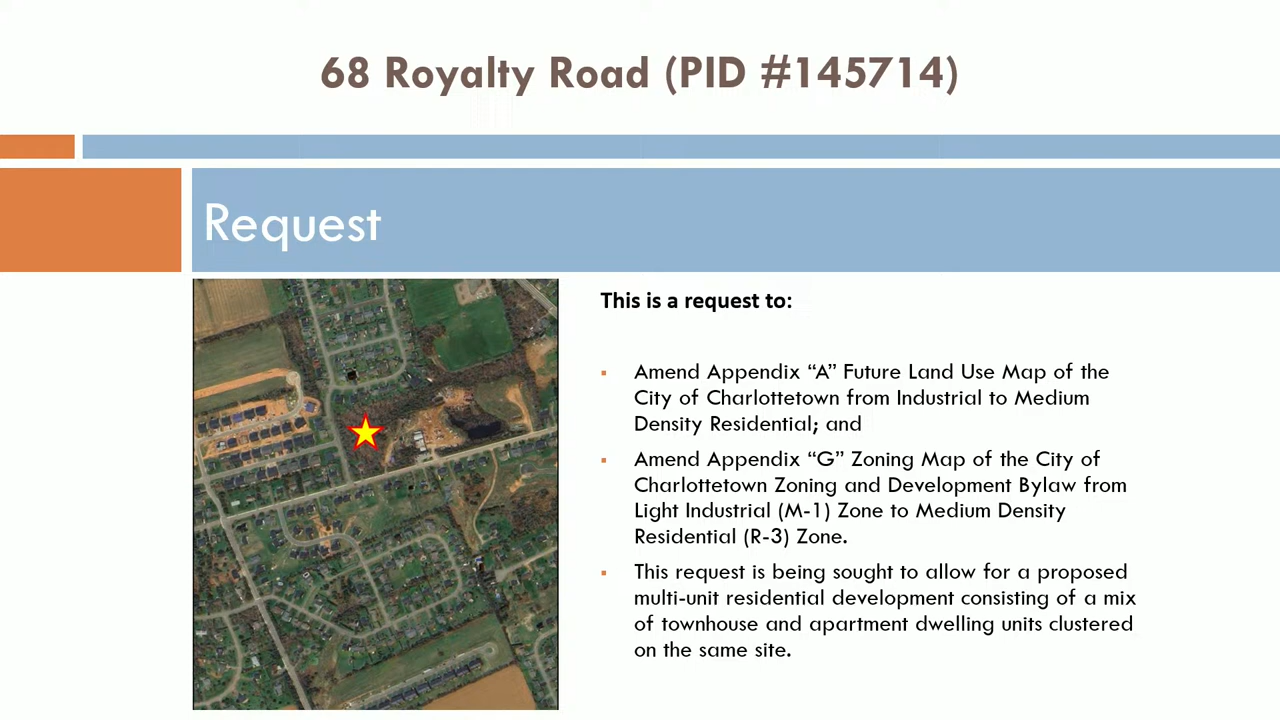 68 Royalty Road (PID #145714)
Request
This is a request to:
▪ Amend Appendix “A” Future Land Use Map of the
City of Charlottetown from Industrial to Medium
Density Residential; and
▪ Amend Appendix “G” Zoning Map of the City of
Charlottetown Zoning and Development Bylaw from
Light Industrial (M-1) Zone to Medium Density
Residential (R-3) Zone.
▪ This request is being sought to allow for a proposed
multi-unit residential development consisting of a mix
of townhouse and apartment dwelling units clustered
on the same site.